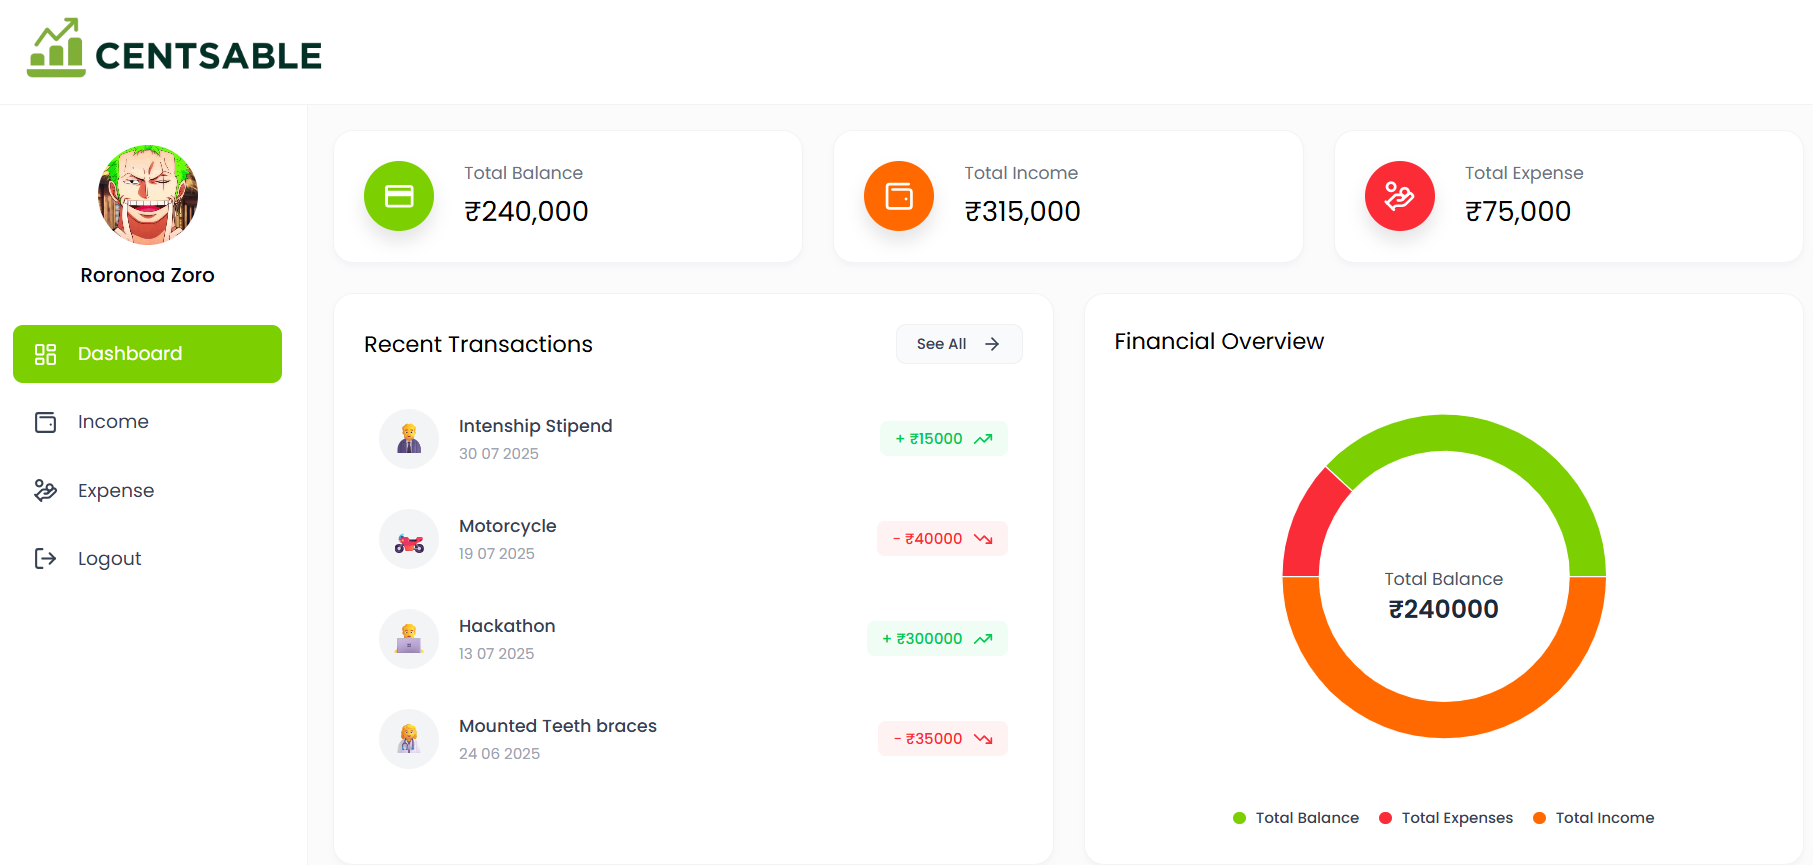 CENTSABLE
Roronoa Zoro
Dashboard
Income
Expense
Logout
Total Balance
₹240,000
Total Income
₹315,000
Total Expense
₹75,000
Recent Transactions
See All
Intenship Stipend
30 07 2025
+ ₹15000
Motorcycle
19 07 2025
- ₹40000
Hackathon
13 07 2025
+ ₹300000
Mounted Teeth braces
24 06 2025
- ₹35000
Financial Overview
Total Balance
₹240000
Total Balance Total Expenses Total Income